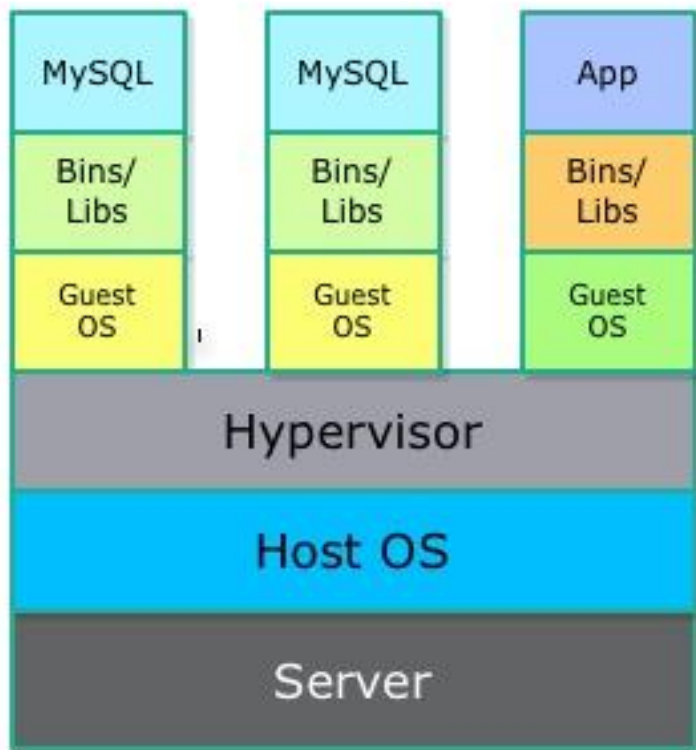 MySQL
MySQL
App
Bins/
Libs
Bins/
Libs
Bins/
Libs
Guest
OS
Guest
OS
Guest
OS
Hypervisor
Host OS
Server